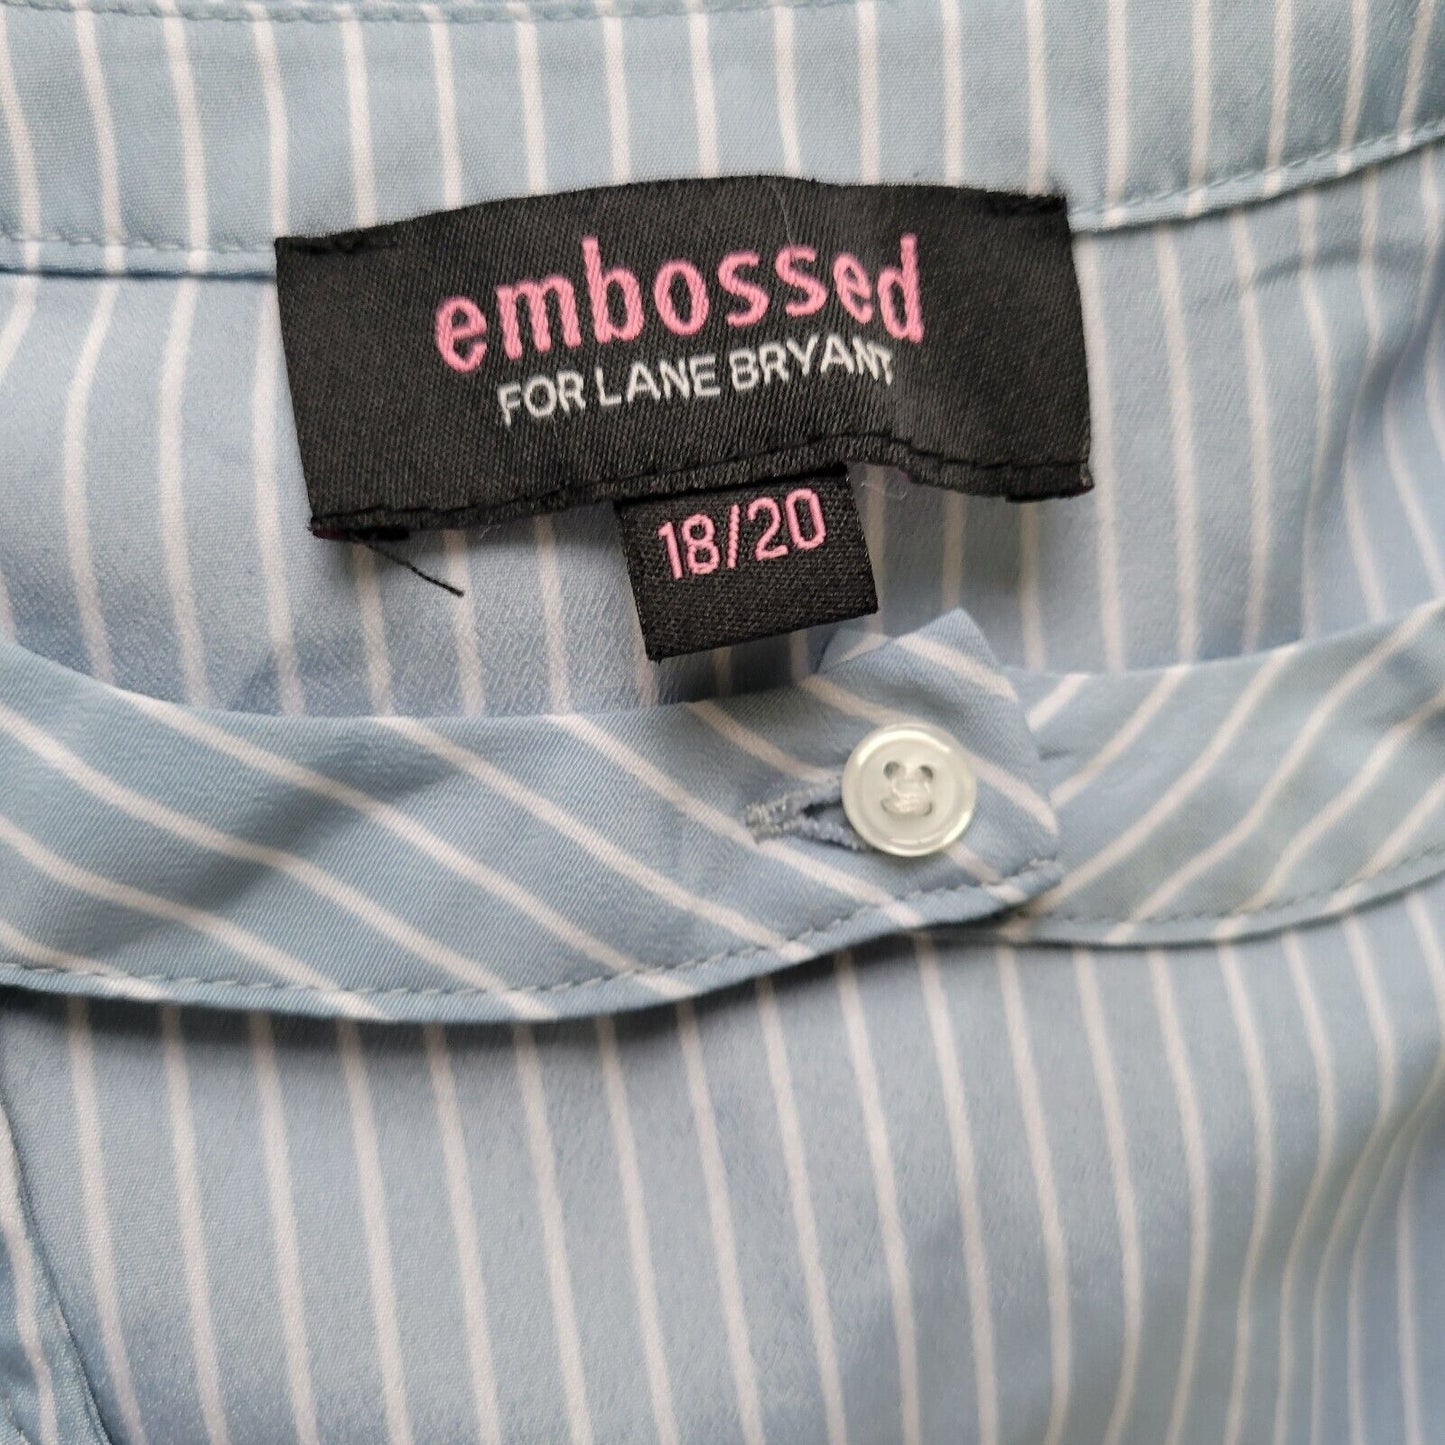 embossed
FOR LANE BRYANT
18/20